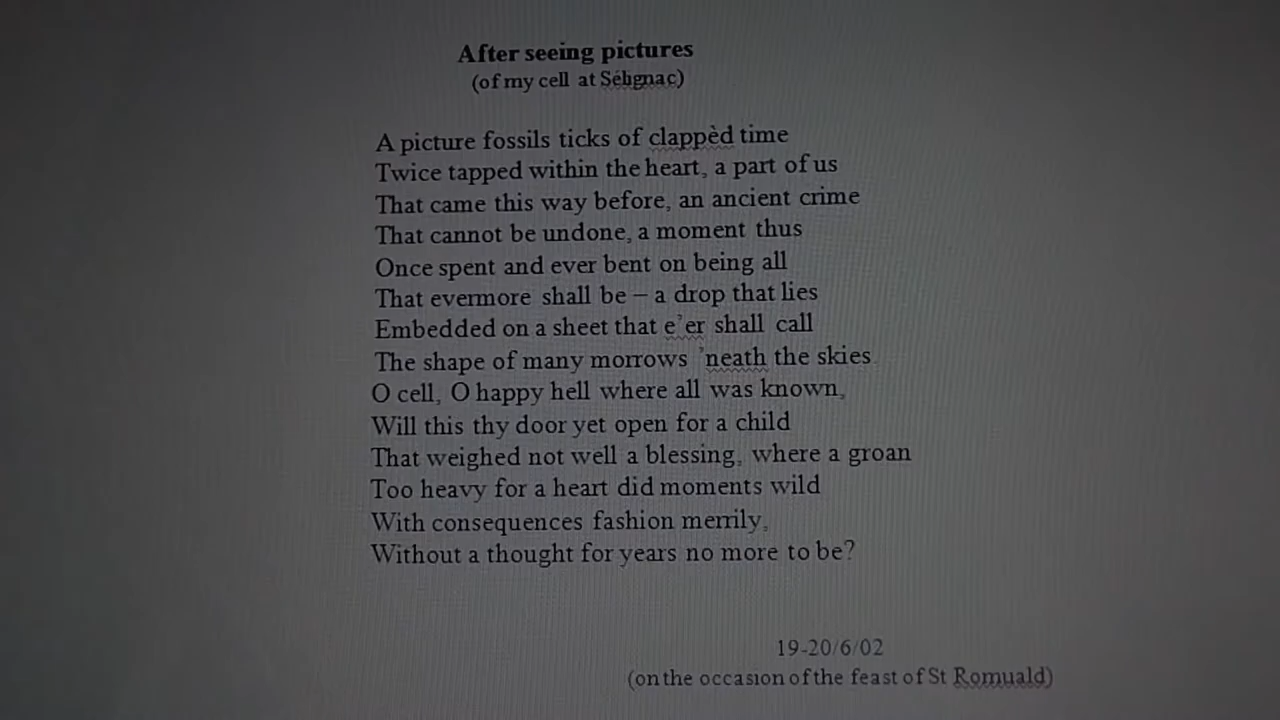 After seeing pictures
(of my cell at Sélignac)
A picture fossils ticks of clappèd time
Twice tapped within the heart, a part of us
That came this way before, an ancient crime
That cannot be undone, a moment thus
Once spent and ever bent on being all
That evermore shall be – a drop that lies
Embedded on a sheet that e’er shall call
The shape of many morrows ’neath the skies
O cell, O happy hell where all was known,
Will this thy door yet open for a child
That weighed not well a blessing, where a groan
Too heavy for a heart did moments wild
With consequences fashion merrily,
Without a thought for years no more to be?
19-20/6/02
(on the occasion of the feast of St Romuald)